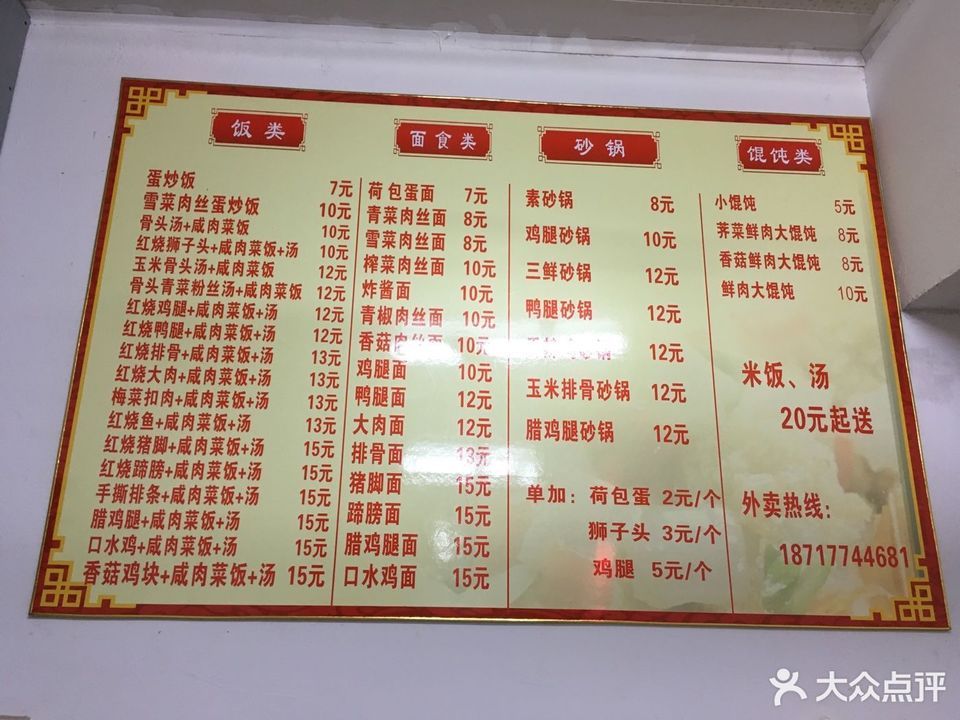 饭类
蛋炒饭 7元
雪菜肉丝蛋炒饭 10元
骨头汤+咸肉菜饭 10元
红烧狮子头+咸肉菜饭+汤 10元
玉米骨头汤+咸肉菜饭 12元
骨头青菜粉丝汤+咸肉菜饭 12元
红烧鸡腿+咸肉菜饭+汤 12元
红烧鸭腿+咸肉菜饭+汤 12元
红烧排骨+咸肉菜饭+汤 13元
红烧大肉+咸肉菜饭+汤 13元
梅菜扣肉+咸肉菜饭+汤 13元
红烧鱼+咸肉菜饭+汤 13元
红烧猪脚+咸肉菜饭+汤 15元
红烧蹄膀+咸肉菜饭+汤 15元
手撕排条+咸肉菜饭+汤 15元
腊鸡腿+咸肉菜饭+汤 15元
口水鸡+咸肉菜饭+汤 15元
香菇鸡块+咸肉菜饭+汤 15元
面食类
荷包蛋面 7元
青菜肉丝面 8元
雪菜肉丝面 8元
榨菜肉丝面 10元
炸酱面 10元
青椒肉丝面 10元
香菇肉丝面 10元
鸡腿面 10元
鸭腿面 12元
大肉面 12元
排骨面 13元
猪脚面 15元
蹄膀面 15元
腊鸡腿面 15元
口水鸡面 15元
砂锅
素砂锅 8元
鸡腿砂锅 10元
三鲜砂锅 12元
鸭腿砂锅 12元
砂锅 12元
玉米排骨砂锅 12元
腊鸡腿砂锅 12元
单加：荷包蛋 2元/个
狮子头 3元/个
鸡腿 5元/个
馄饨类
小馄饨 5元
荠菜鲜肉大馄饨 8元
香菇鲜肉大馄饨 8元
鲜肉大馄饨 10元
米饭、汤
20元起送
外卖热线：
18717744681
大众点评